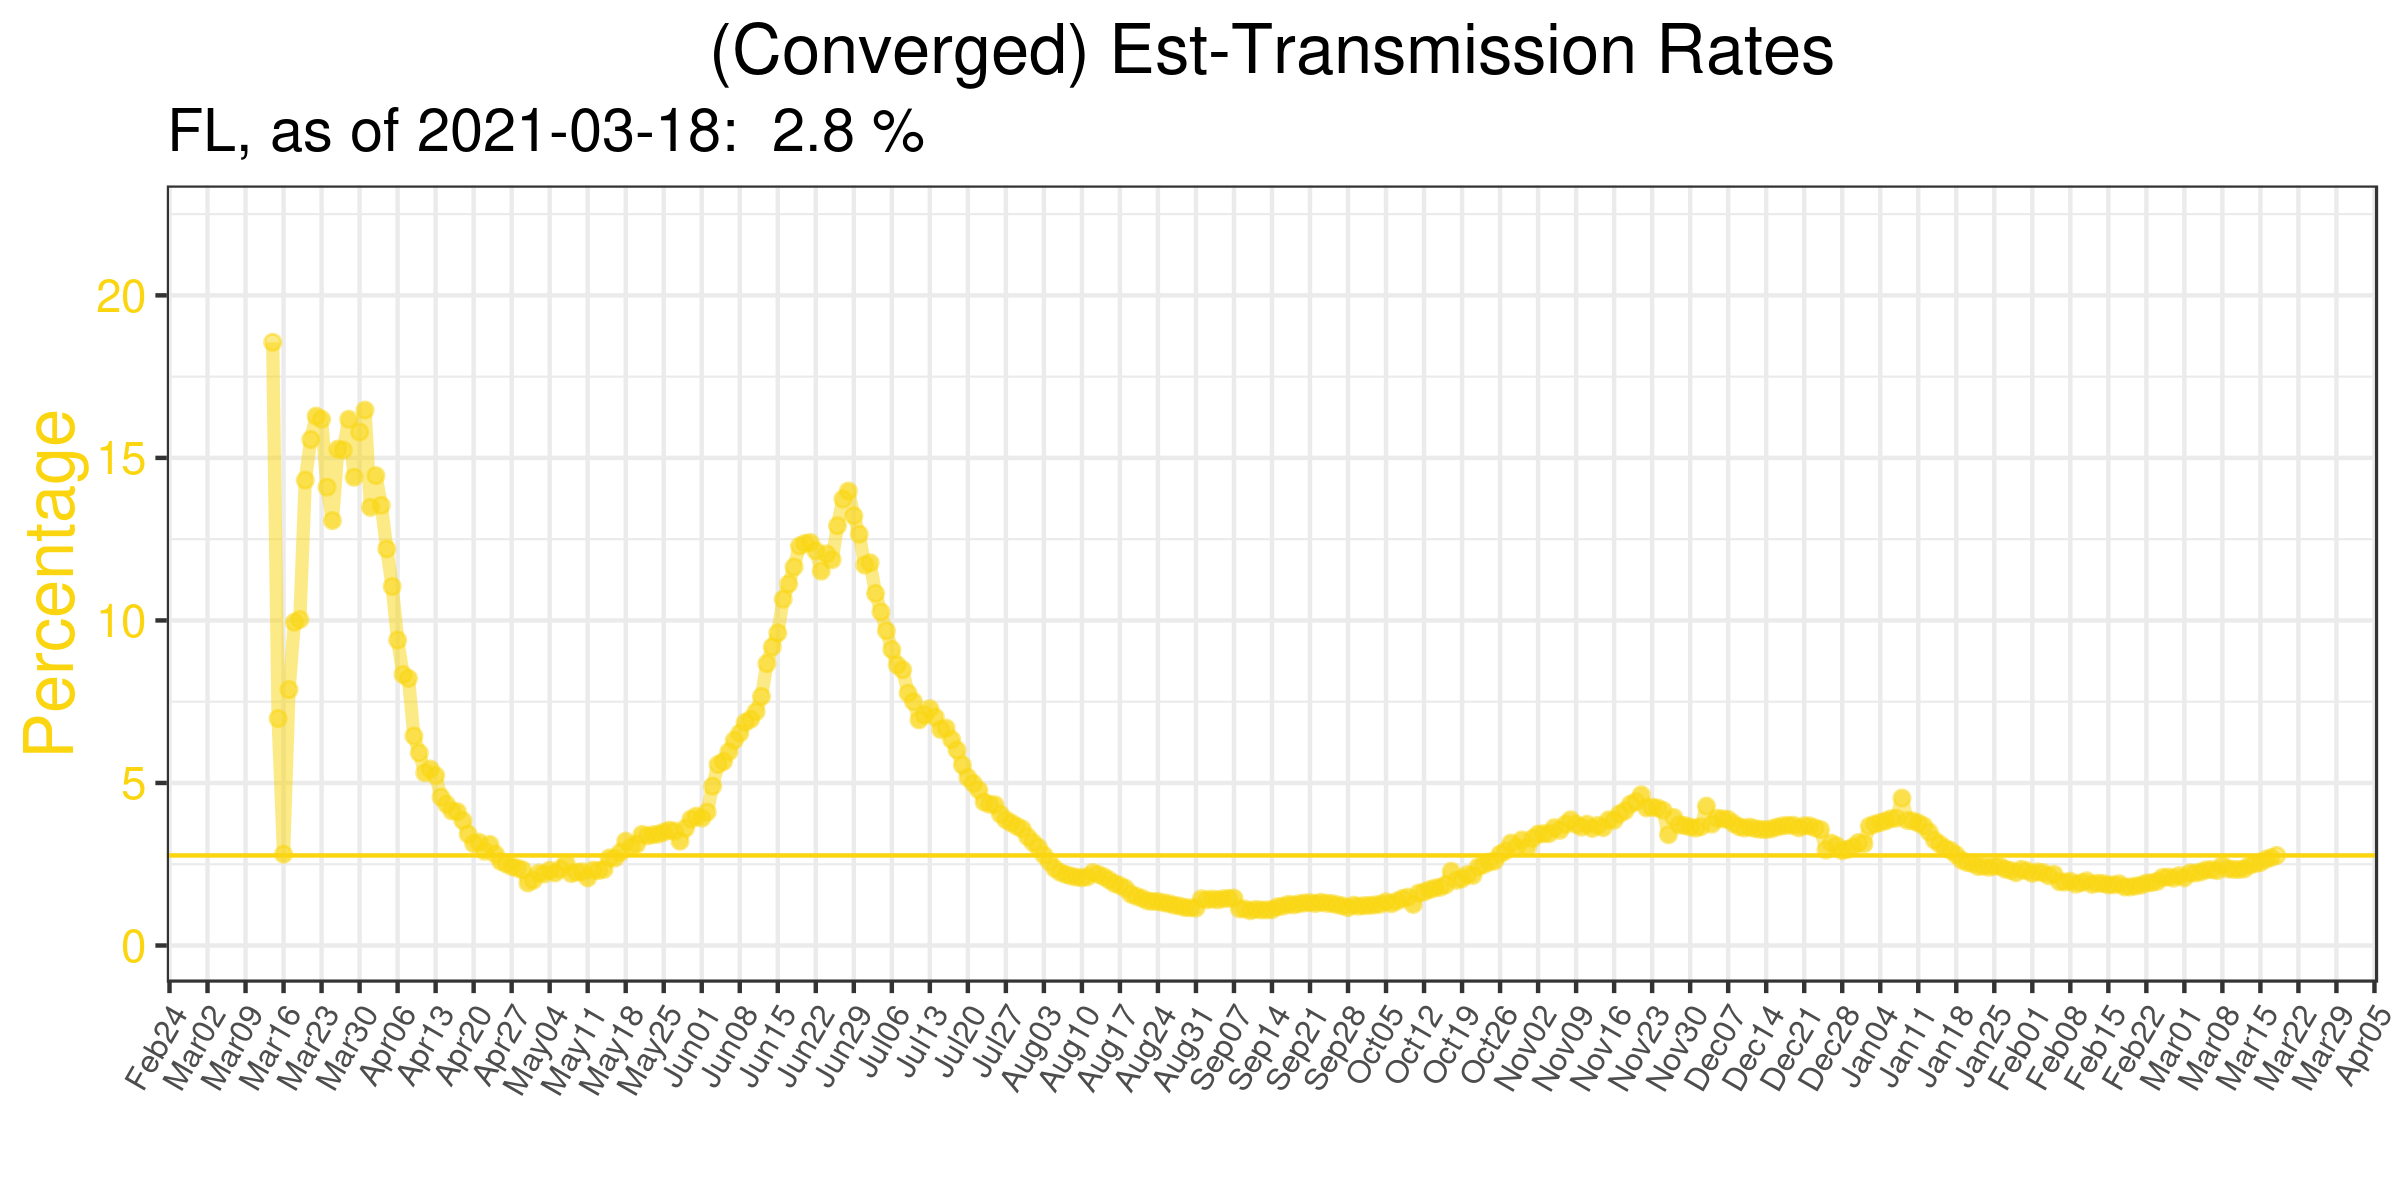 (Converged) Est-Transmission Rates
FL, as of 2021-03-18:  2.8 %
Percentage
20
15
10
5
0
Feb24
Mar02
Mar09
Mar16
Mar23
Mar30
Apr06
Apr13
Apr20
Apr27
May04
May11
May18
May25
Jun01
Jun08
Jun15
Jun22
Jun29
Jul06
Jul13
Jul20
Jul27
Aug03
Aug10
Aug17
Aug24
Aug31
Sep07
Sep14
Sep21
Sep28
Oct05
Oct12
Oct19
Oct26
Nov02
Nov09
Nov16
Nov23
Nov30
Dec07
Dec14
Dec21
Dec28
Jan04
Jan11
Jan18
Jan25
Feb01
Feb08
Feb15
Feb22
Mar01
Mar08
Mar15
Mar22
Mar29
Apr05